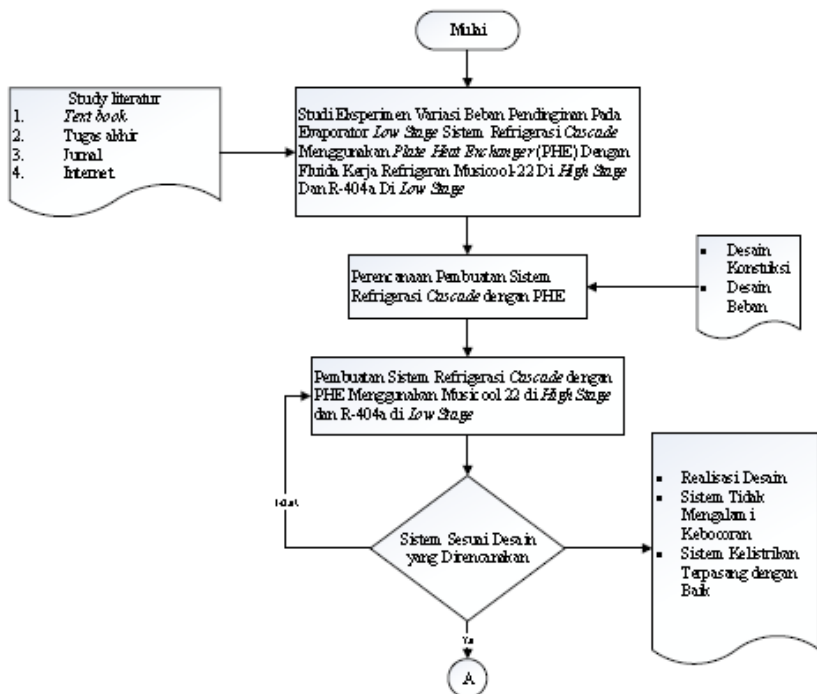 Mulai
Study literatur
1. Text book
2. Tugas akhir
3. Jurnal
4. Internet
Studi Eksperimen Variasi Beban Pendinginan Pada
Evaporator Low Stage Sistem Refrigerasi Cascade
Menggunakan Plate Heat Exchanger (PHE) Dengan
Fluida Kerja Refrigeran Musicool-22 Di High Stage
Dan R-404a Di Low Stage
▪ Desain
Konstuksi
▪ Desain
Beban
Perencanaan Pembuatan Sistem
Refrigerasi Cascade dengan PHE
Pembuatan Sistem Refrigerasi Cascade dengan
PHE Menggunakan Musicool 22 di High Stage
dan R-404a di Low Stage
▪ Realisasi Desain
▪ Sistem Tidak
Mengalami
Kebocoran
▪ Sistem Kelistrikan
Terpasang dengan
Baik
Sistem Sesuai Desain
yang Direncanakan
Ya
A